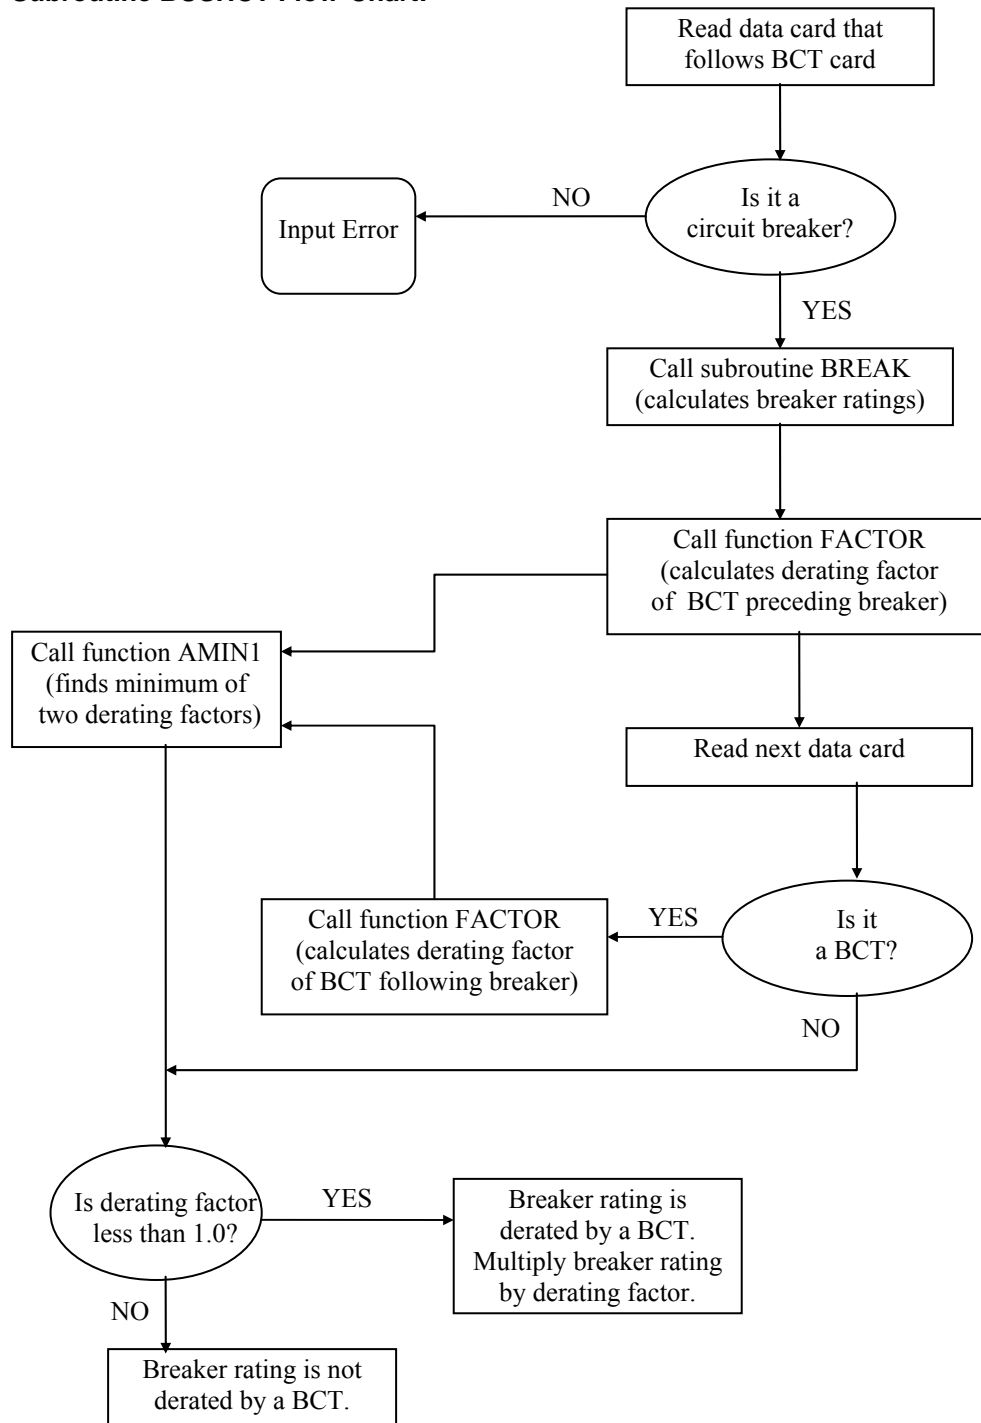 Read data card that
follows BCT card
Is it a
circuit breaker?
NO
Input Error
YES
Call subroutine BREAK
(calculates breaker ratings)
Call function FACTOR
(calculates derating factor
of BCT preceding breaker)
Call function AMIN1
(finds minimum of
two derating factors)
Read next data card
Is it
a BCT?
YES
Call function FACTOR
(calculates derating factor
of BCT following breaker)
NO
Is derating factor
less than 1.0?
YES
Breaker rating is
derated by a BCT.
Multiply breaker rating
by derating factor.
NO
Breaker rating is not
derated by a BCT.